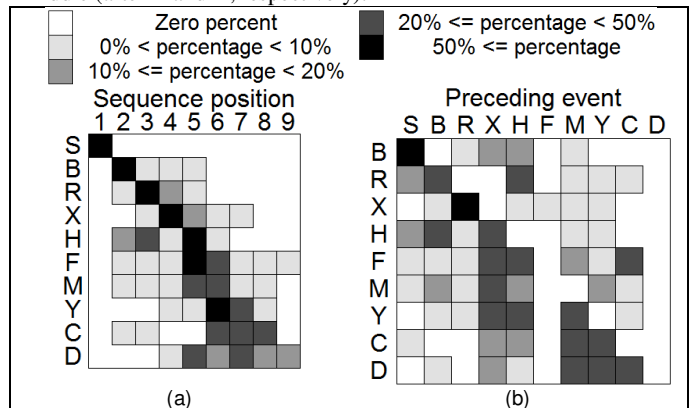 Zero percent
0% < percentage < 10%
10% <= percentage < 20%
20% <= percentage < 50%
50% <= percentage
Sequence position
1 2 3 4 5 6 7 8 9
S
B
R
X
H
F
M
Y
C
D
(a)
Preceding event
S B R X H F M Y C D
B
R
X
H
F
M
Y
C
D
(b)